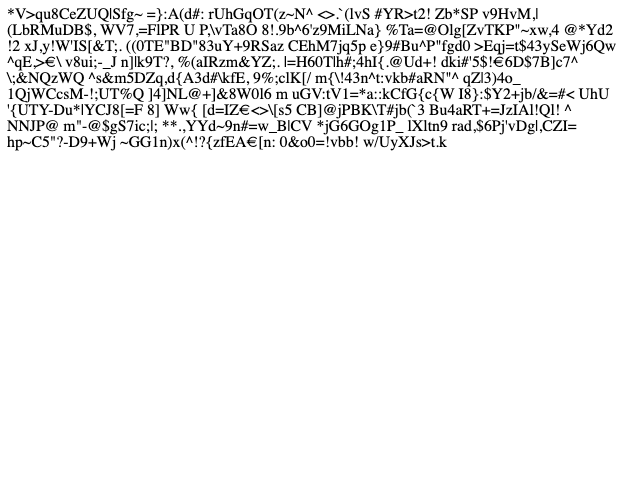 *V>qu8CeZUQ|Sfg~ =}:A(d#: rUhGqOT(z~N^ <>.`(lvS #YR>t2! Zb*SP v9HvM,|
(LbRMuDB$, WV7,=F|PR U P,\vTa8O 8!.9b^6'z9MiLNa} %Ta=@Olg[ZvTKP"~xw,4 @*Yd2
!2 xJ,y!W'IS[&T;. ((0TE"BD"83uY+9RSaz CEhM7jq5p e}9#Bu^P"fgd0 >Eqj=t$43ySeWj6Qw
^qE,>€\ v8ui;-_J n]|k9T?, %(aIRzm&YZ;. |=H60T|h#;4hI{.@Ud+! dki#'5$!€6D$7B]c7^
\;&NQzWQ ^s&m5DZq,d{A3d#\kfE, 9%;clK[/ m{\!43n^t:vkb#aRN"^ qZ|3)4o_
1QjWCcsM-!;UT%Q ]4]NL@+]&8W0l6 m uGV:tV1=*a::kCfG{c{W I8}:$Y2+jb/&=#< UhU
'{UTY-Du*|YCJ8[=F 8] Ww{ [d=IZ€<>\[s5 CB]@jPBK\T#jb(`3 Bu4aRT+=JzIAl!Ql! ^
NNJP@ m"-@$gS7ic;|; **.,YYd~9n#=w_B|CV *jG6GOg1P_ lXltn9 rad,$6Pj'vDg|,CZI=
hp~C5"?-D9+Wj ~GG1n)x(^!?{zfEA€[n: 0&o0=!vbb! w/UyXJs>t.k